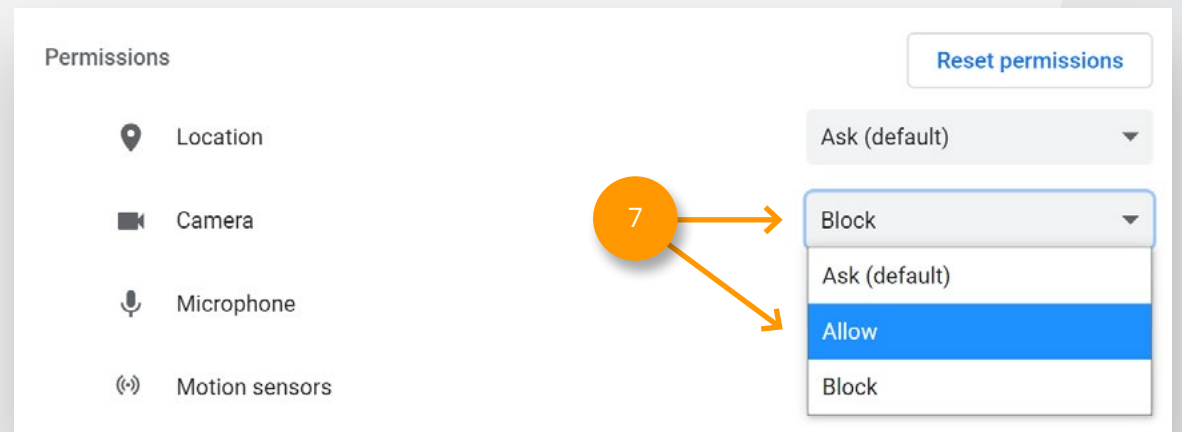 Permissions
Reset permissions
Location
Ask (default)
Camera
7
Block
Ask (default)
Microphone
Allow
Motion sensors
Block